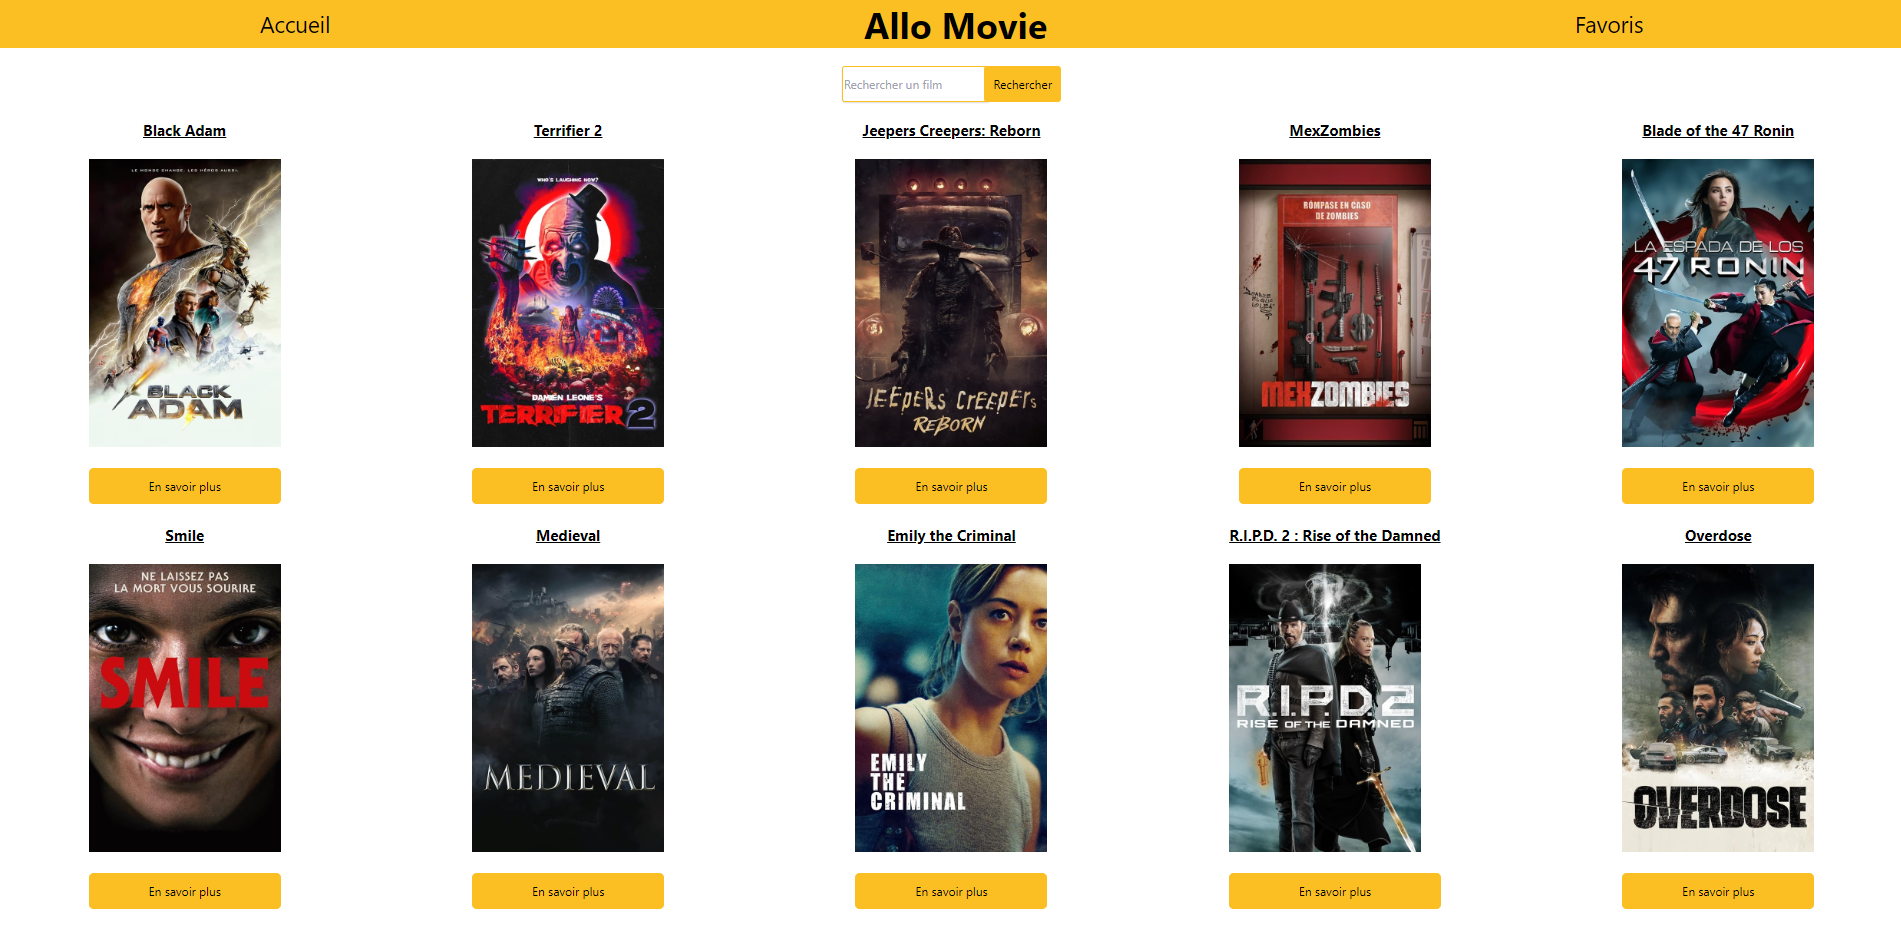 Accueil
Allo Movie
Favoris
Rechercher un film
Rechercher
Black Adam
Terrifier 2
Jeepers Creepers: Reborn
MexZombies
Blade of the 47 Ronin
LE MONDE CHANGE. LES HÉROS AUSSI.
BLACK
ADAM
WHO'S LAUGHING NOW?
DAMIEN LEONE'S
TERRIFIER 2
JEEPERS CREEPERS
REBORN
RÓMPASE EN CASO
DE ZOMBIES
MEXZOMBIES
LA ESPADA DE LOS
47 RONIN
En savoir plus
En savoir plus
En savoir plus
En savoir plus
En savoir plus
Smile
Medieval
Emily the Criminal
R.I.P.D. 2 : Rise of the Damned
Overdose
NE LAISSEZ PAS
LA MORT VOUS SOURIRE
SMILE
MEDIEVAL
EMILY
THE
CRIMINAL
R.I.P.D.2
RISE OF THE DAMNED
OVERDOSE
En savoir plus
En savoir plus
En savoir plus
En savoir plus
En savoir plus